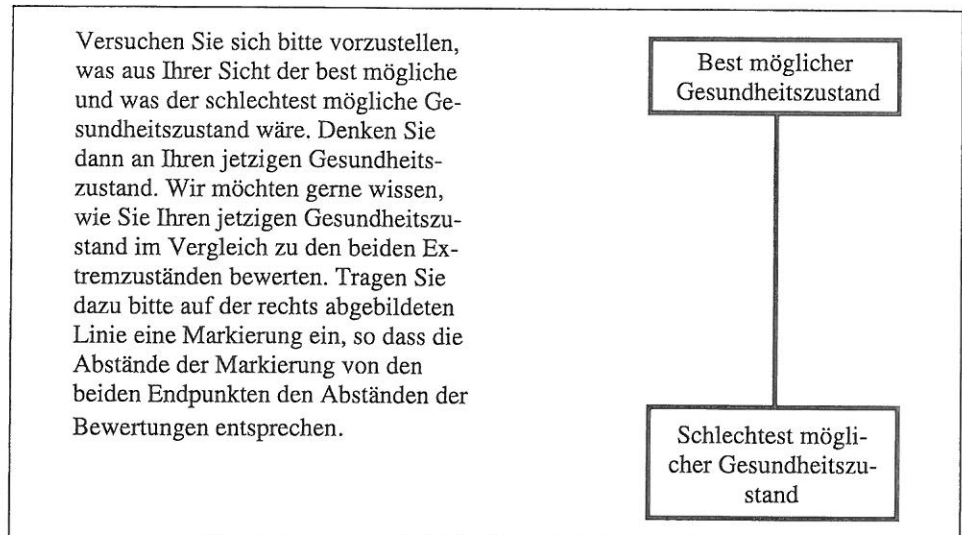 Versuchen Sie sich bitte vorzustellen,
was aus Ihrer Sicht der best mögliche
und was der schlechtest mögliche Ge-
sundheitszustand wäre. Denken Sie
dann an Ihren jetzigen Gesundheits-
zustand. Wir möchten gerne wissen,
wie Sie Ihren jetzigen Gesundheitszu-
stand im Vergleich zu den beiden Ex-
tremzuständen bewerten. Tragen Sie
dazu bitte auf der rechts abgebildeten
Linie eine Markierung ein, so dass die
Abstände der Markierung von den
beiden Endpunkten den Abständen der
Bewertungen entsprechen.
Best möglicher
Gesundheitszustand
Schlechtest mögli-
cher Gesundheitszu-
stand